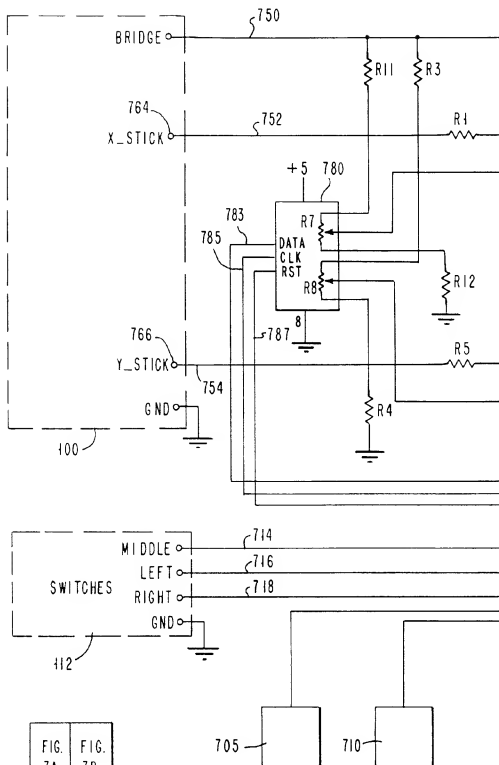 BRIDGE
750
R11
R3
764
X_STICK
752
R1
+5
780
783
785
R7
DATA
CLK
RST
R8
R12
8
787
766
Y_STICK
754
R5
GND
R4
100
MIDDLE
714
LEFT
716
SWITCHES
RIGHT
718
GND
112
FIG. FIG.
7A 7B
705
710